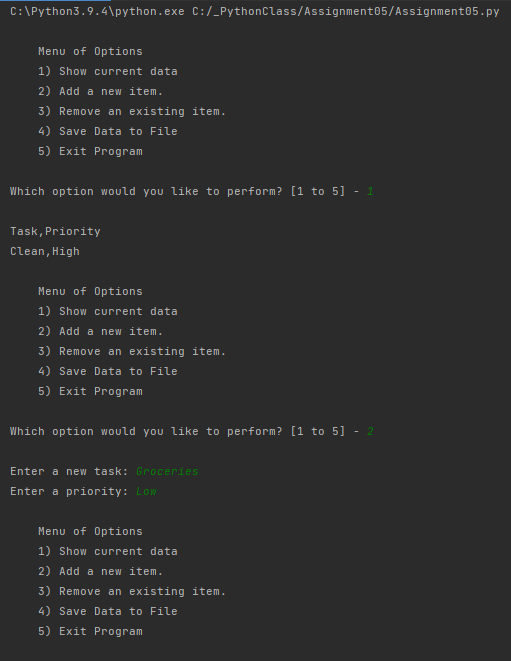 C:\Python3.9.4\python.exe C:/_PythonClass/Assignment05/Assignment05.py
Menu of Options
1) Show current data
2) Add a new item.
3) Remove an existing item.
4) Save Data to File
5) Exit Program
Which option would you like to perform? [1 to 5] - 1
Task,Priority
Clean,High
Menu of Options
1) Show current data
2) Add a new item.
3) Remove an existing item.
4) Save Data to File
5) Exit Program
Which option would you like to perform? [1 to 5] - 2
Enter a new task: Groceries
Enter a priority: Low
Menu of Options
1) Show current data
2) Add a new item.
3) Remove an existing item.
4) Save Data to File
5) Exit Program